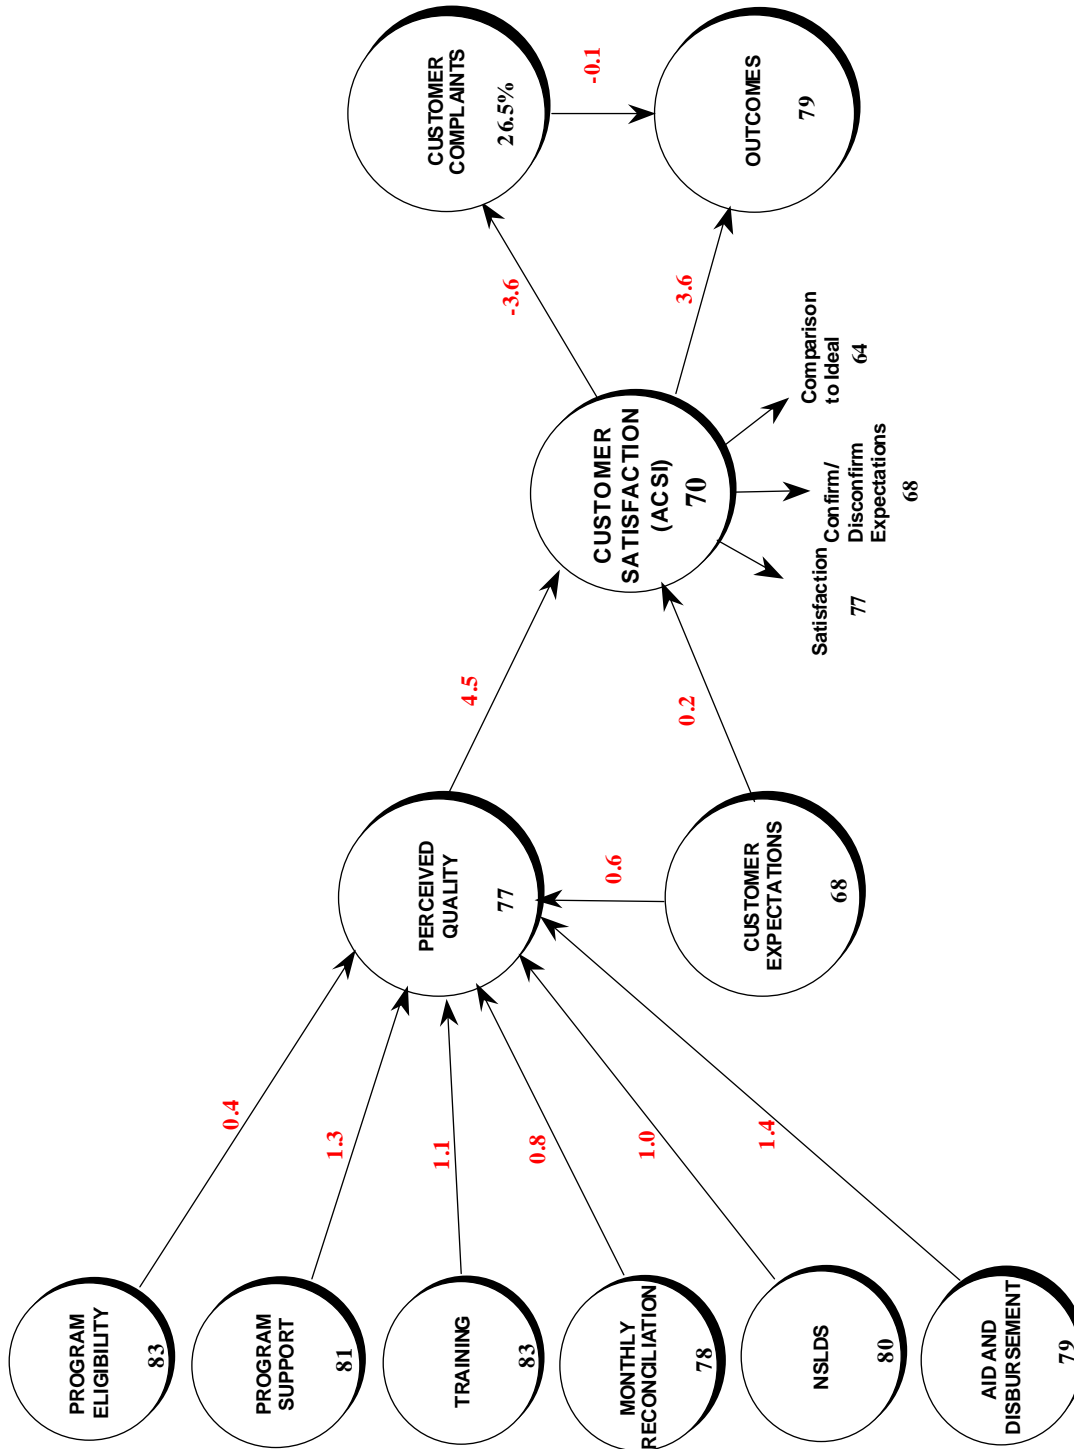 PROGRAM
ELIGIBILITY
83
PROGRAM
SUPPORT
81
TRAINING
83
MONTHLY
RECONCILIATION
78
NSLDS
80
AID AND
DISBURSEMENT
79
0.4
1.3
1.1
0.8
1.0
1.4
PERCEIVED
QUALITY
77
0.6
CUSTOMER
EXPECTATIONS
68
4.5
0.2
CUSTOMER
SATISFACTION
(ACSI)
70
Satisfaction
77
Confirm/
Disconfirm
Expectations
68
Comparison
to Ideal
64
-3.6
3.6
CUSTOMER
COMPLAINTS
26.5%
-0.1
OUTCOMES
79